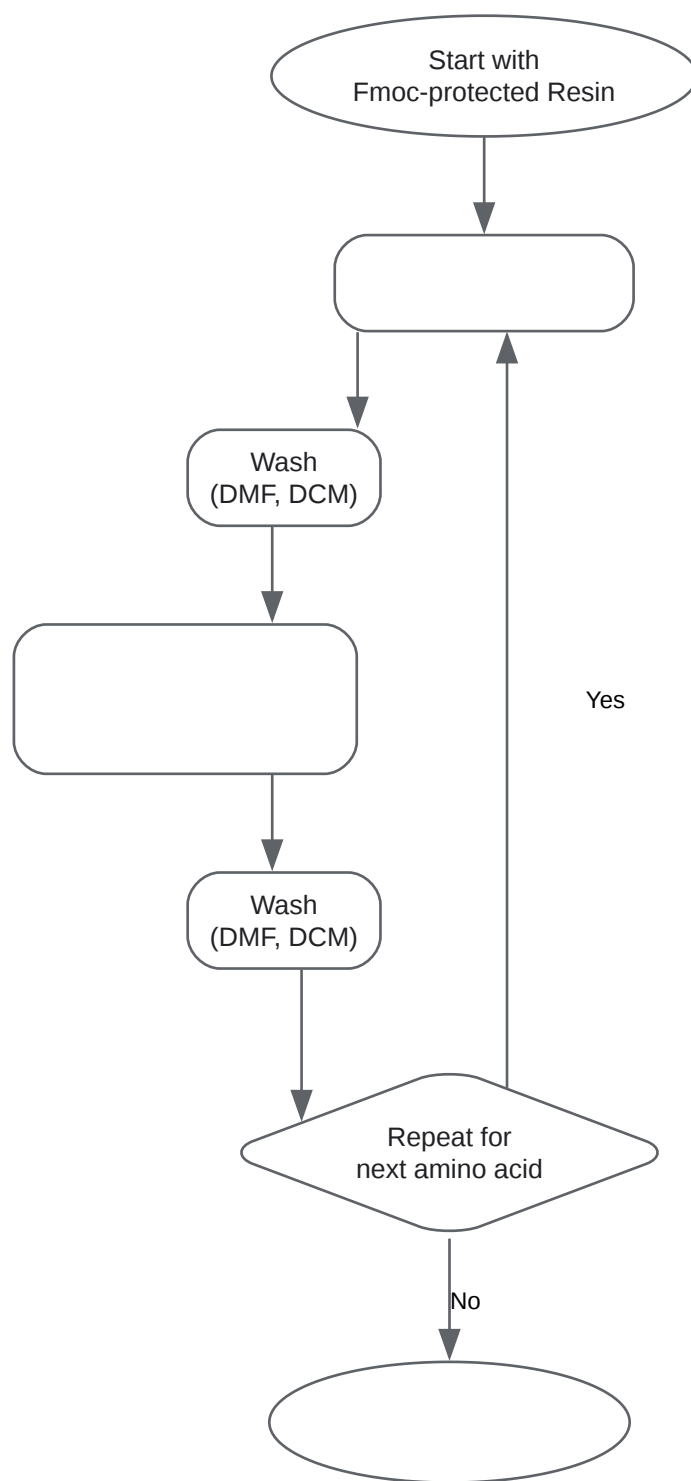 Start with
Fmoc-protected Resin
Wash
(DMF, DCM)
Yes
Wash
(DMF, DCM)
Repeat for
next amino acid
No